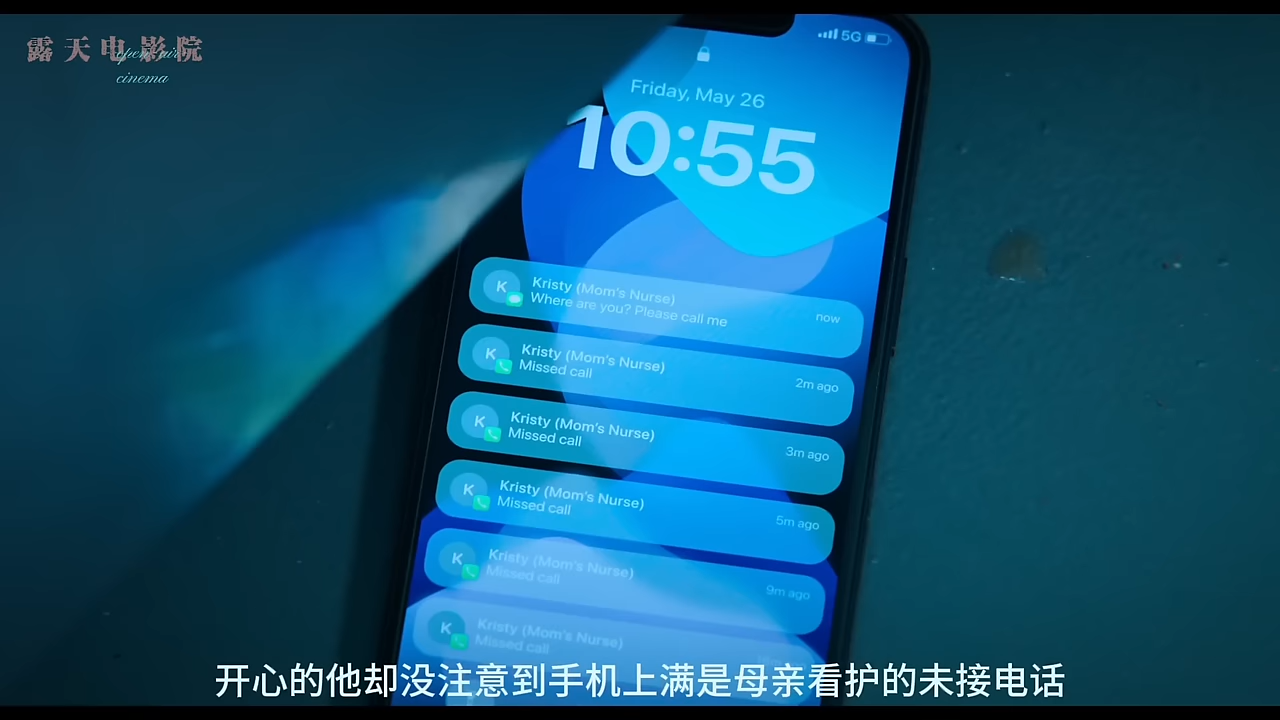 露天电影院
open air
cinema
5G
Friday, May 26
10:55
Kristy (Mom's Nurse)
Where are you? Please call me
now
Kristy (Mom's Nurse)
Missed call
2m ago
Kristy (Mom's Nurse)
Missed call
3m ago
Kristy (Mom's Nurse)
Missed call
5m ago
Kristy (Mom's Nurse)
Missed call
9m ago
Kristy (Mom's Nurse)
Missed call
K
K
K
K
K
K
开心的他却没注意到手机上满是母亲看护的未接电话